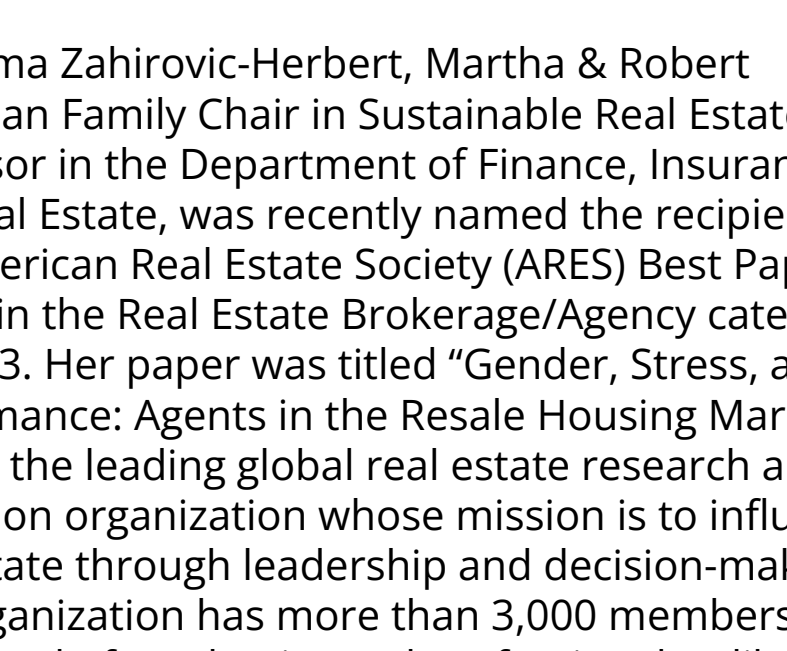 ma Zahirovic-Herbert, Martha & Robert
an Family Chair in Sustainable Real Estat
sor in the Department of Finance, Insuran
al Estate, was recently named the recipie
erican Real Estate Society (ARES) Best Pap
in the Real Estate Brokerage/Agency cate
3. Her paper was titled “Gender, Stress, a
mance: Agents in the Resale Housing Mar
the leading global real estate research a
on organization whose mission is to influ
tate through leadership and decision-mak
ganization has more than 3,000 members